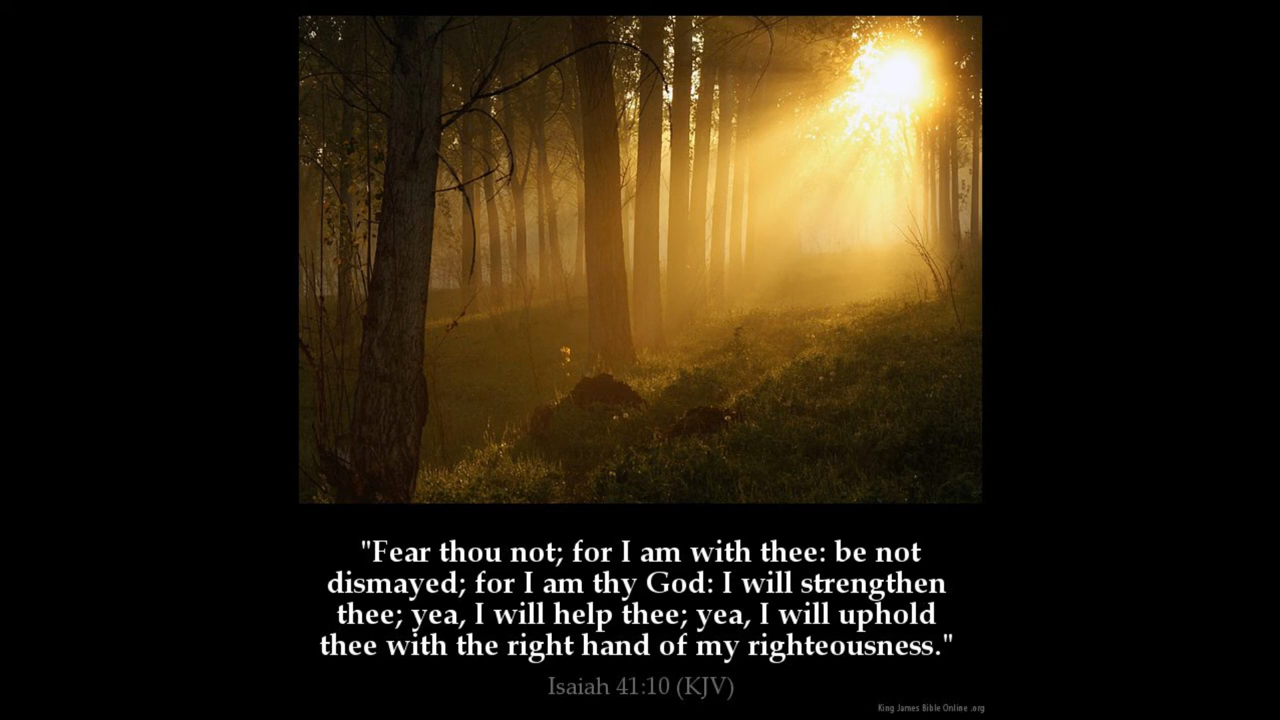 "Fear thou not; for I am with thee: be not
dismayed; for I am thy God: I will strengthen
thee; yea, I will help thee; yea, I will uphold
thee with the right hand of my righteousness."
Isaiah 41:10 (KJV)
King James Bible Online .org